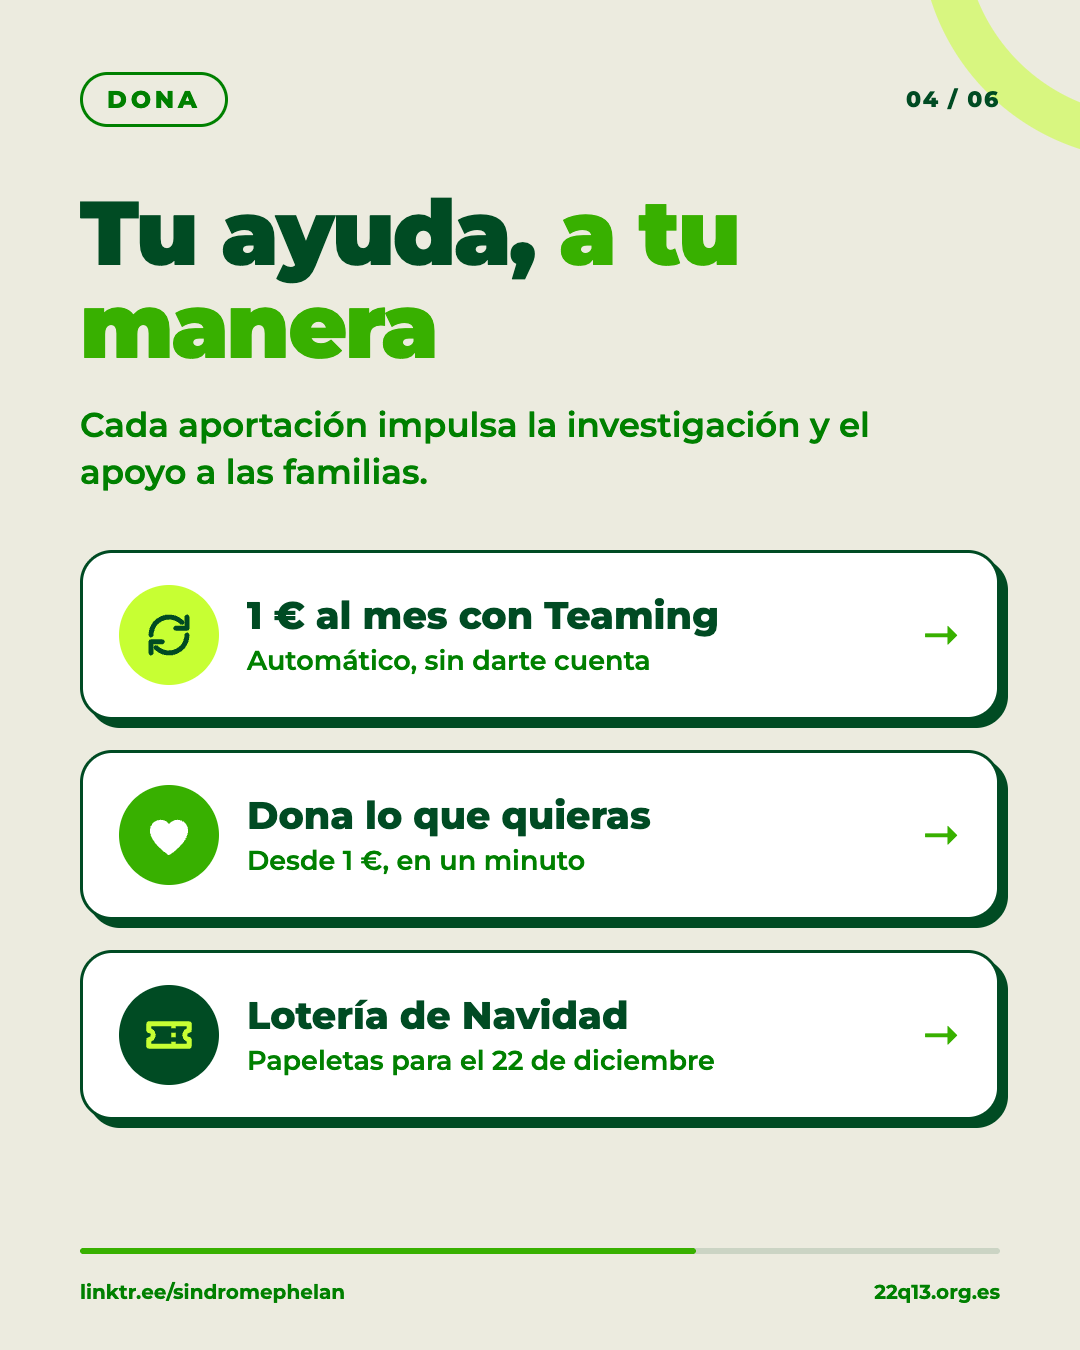 DONA
04 / 06
Tu ayuda, a tu
manera
Cada aportación impulsa la investigación y el
apoyo a las familias.
1 € al mes con Teaming
Automático, sin darte cuenta
→
Dona lo que quieras
Desde 1 €, en un minuto
→
Lotería de Navidad
Papeletas para el 22 de diciembre
→
linktr.ee/sindromephelan
22q13.org.es